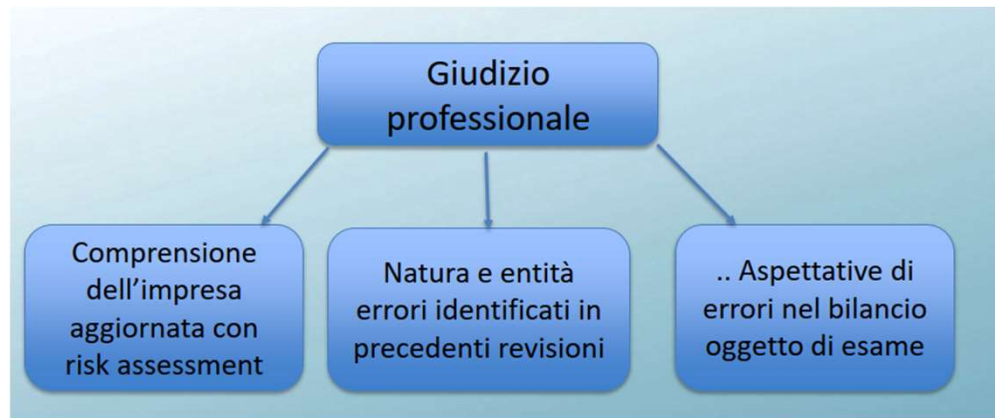 Giudizio
professionale
Comprensione
dell'impresa
aggiornata con
risk assessment
Natura e entità
errori identificati in
precedenti revisioni
.. Aspettative di
errori nel bilancio
oggetto di esame